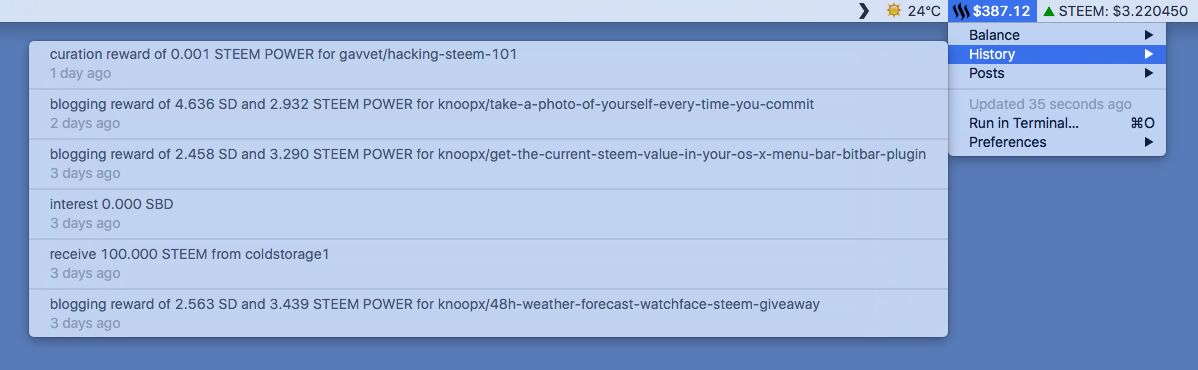 24°C $387.12 ▲ STEEM: $3.220450
Balance
History
Posts
Updated 35 seconds ago
Run in Terminal... ⌘O
Preferences
curation reward of 0.001 STEEM POWER for gavvet/hacking-steem-101
1 day ago
blogging reward of 4.636 SD and 2.932 STEEM POWER for knoopx/take-a-photo-of-yourself-every-time-you-commit
2 days ago
blogging reward of 2.458 SD and 3.290 STEEM POWER for knoopx/get-the-current-steem-value-in-your-os-x-menu-bar-bitbar-plugin
3 days ago
interest 0.000 SBD
3 days ago
receive 100.000 STEEM from coldstorage1
3 days ago
blogging reward of 2.563 SD and 3.439 STEEM POWER for knoopx/48h-weather-forecast-watchface-steem-giveaway
3 days ago